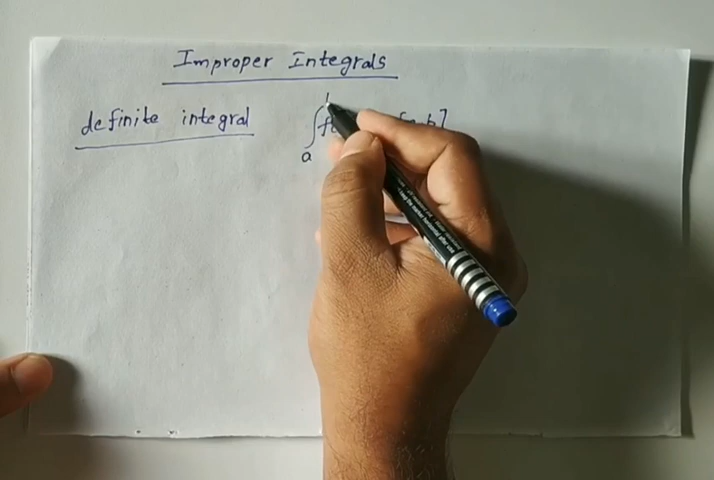 Improper Integrals
definite integral ∫ a